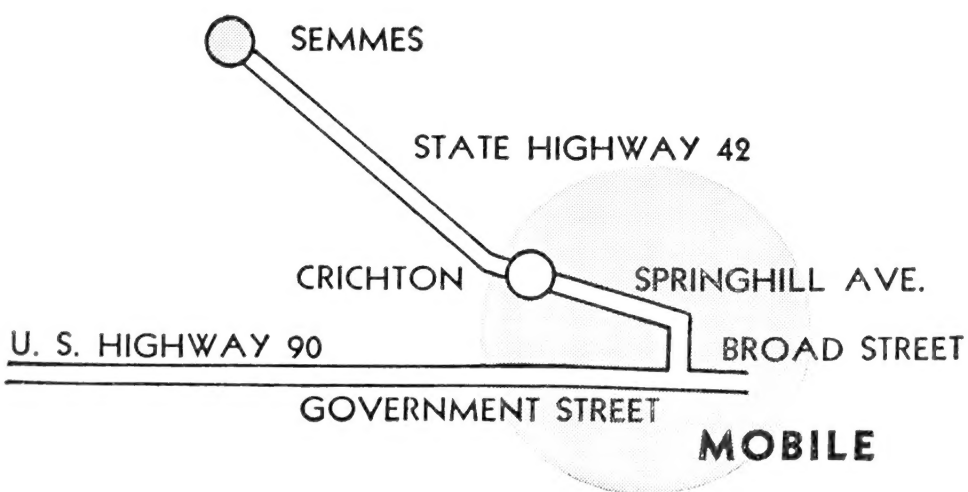 SEMMES
STATE HIGHWAY 42
CRICHTON
SPRINGHILL AVE.
U. S. HIGHWAY 90
BROAD STREET
GOVERNMENT STREET
MOBILE